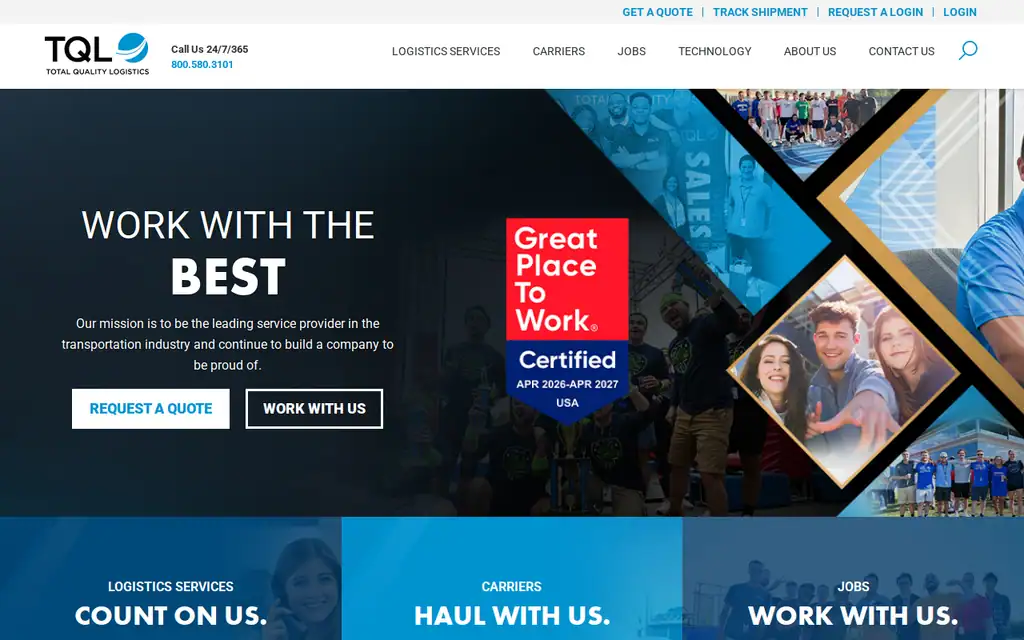 GET A QUOTE | TRACK SHIPMENT | REQUEST A LOGIN | LOGIN
TQL
TOTAL QUALITY LOGISTICS
Call Us 24/7/365
800.580.3101
LOGISTICS SERVICES
CARRIERS
JOBS
TECHNOLOGY
ABOUT US
CONTACT US
WORK WITH THE
BEST
Our mission is to be the leading service provider in the
transportation industry and continue to build a company to
be proud of.
REQUEST A QUOTE
WORK WITH US
Great
Place
To
Work®
Certified
APR 2026-APR 2027
USA
TQL
SALES
LOGISTICS SERVICES
COUNT ON US.
CARRIERS
HAUL WITH US.
JOBS
WORK WITH US.